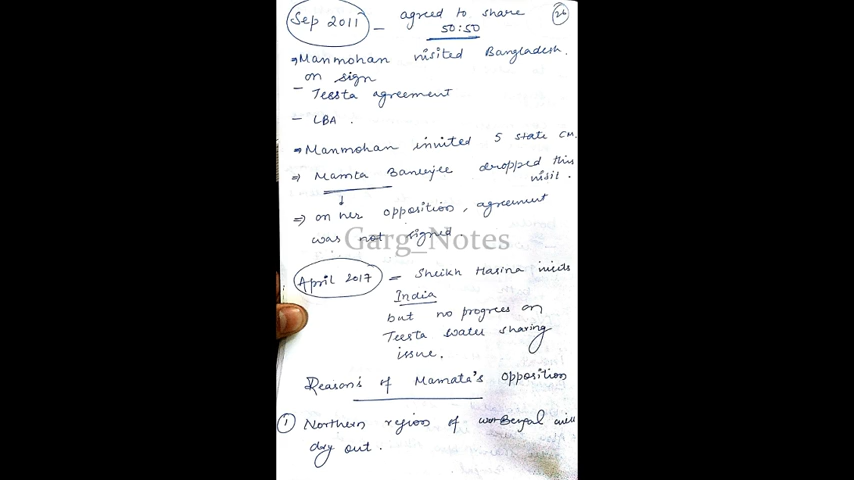 Sep 2011 - agreed to share 26
50:50
⇒ Manmohan visited Bangladesh.
on sign
- Teesta agreement
- LBA.
⇒ Manmohan invited 5 state CM.
⇒ Mamta Banerjee dropped this
visit.
↓
⇒ on her opposition, agreement
was not signed.
Garg_Notes
April 2017 = Sheikh Hasina
India
but no progress on
Teesta water sharing
issue.
Reasons of Mamata's opposition
① Northern region of will
dry out.